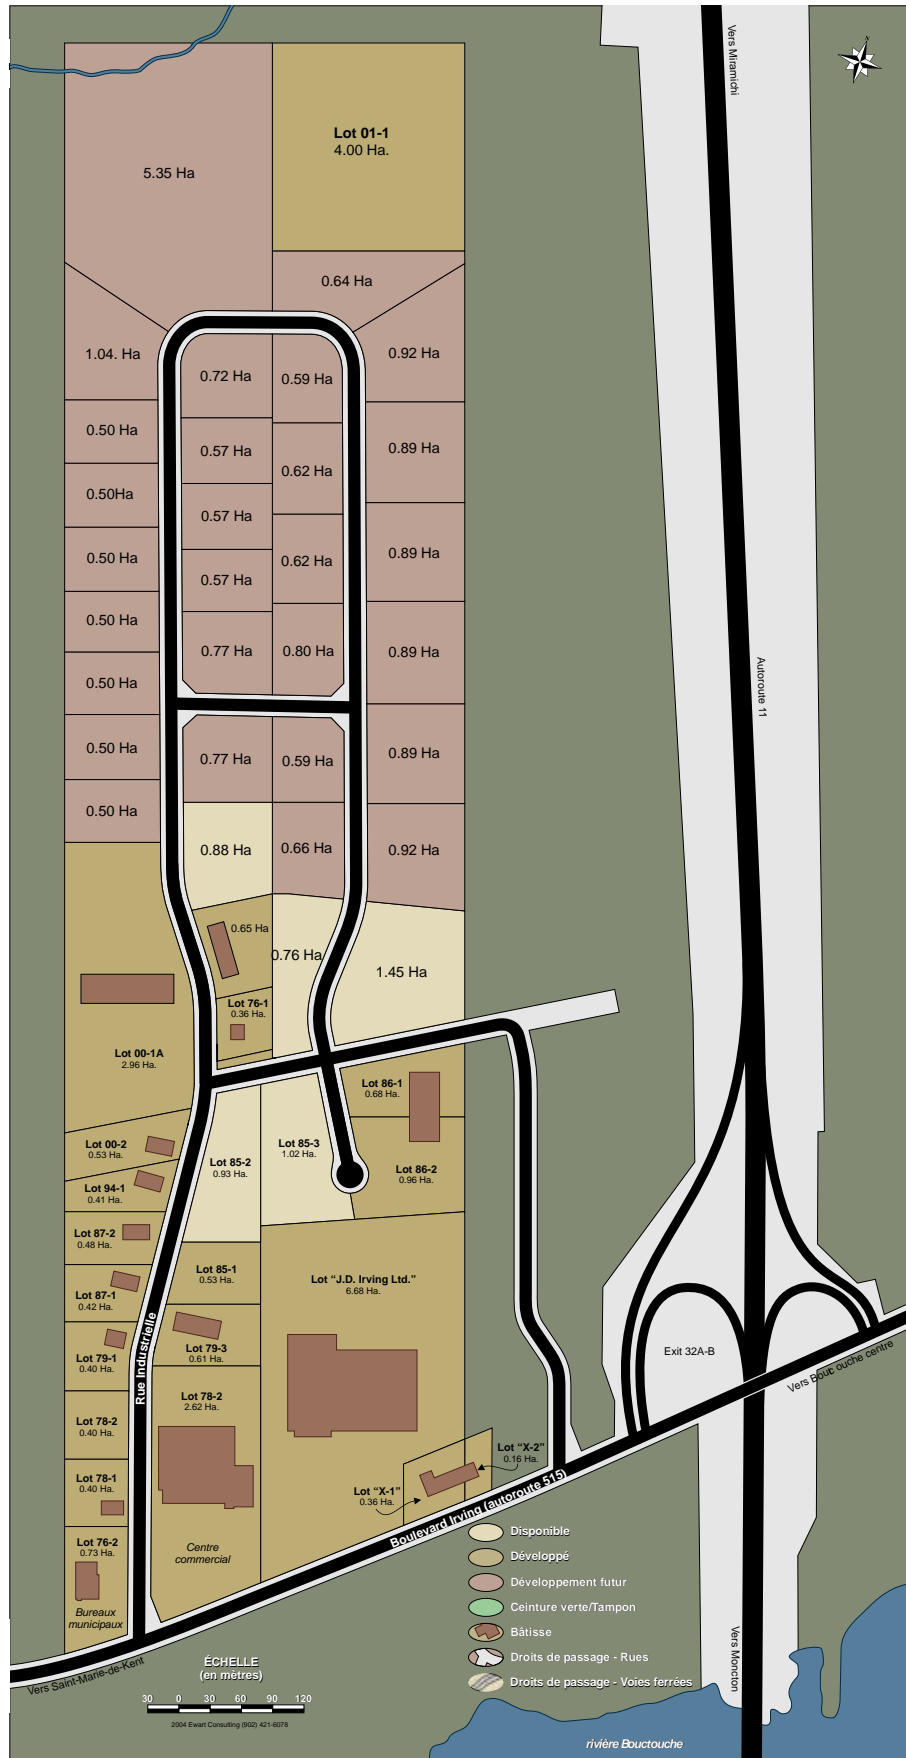 Vers Miramichi
N
Lot 01-1
4.00 Ha.
5.35 Ha
0.64 Ha
1.04. Ha
0.72 Ha
0.59 Ha
0.92 Ha
0.50 Ha
0.57 Ha
0.62 Ha
0.89 Ha
0.50Ha
0.57 Ha
0.50 Ha
0.62 Ha
0.89 Ha
0.57 Ha
0.50 Ha
0.77 Ha
0.80 Ha
0.89 Ha
0.50 Ha
Autoroute 11
0.50 Ha
0.77 Ha
0.59 Ha
0.89 Ha
0.50 Ha
0.88 Ha
0.66 Ha
0.92 Ha
0.65 Ha
0.76 Ha
1.45 Ha
Lot 76-1
0.36 Ha.
Lot 00-1A
2.96 Ha.
Lot 86-1
0.68 Ha.
Lot 00-2
0.53 Ha.
Lot 85-2
0.93 Ha.
Lot 85-3
1.02 Ha.
Lot 86-2
0.96 Ha.
Lot 94-1
0.41 Ha.
Lot 87-2
0.48 Ha.
Lot 85-1
0.53 Ha.
Lot "J.D. Irving Ltd."
6.68 Ha.
Lot 87-1
0.42 Ha.
Lot 79-3
0.61 Ha.
Lot 79-1
0.40 Ha.
Rue Industrielle
Exit 32A-B
Vers Bouctouche centre
Lot 78-2
2.62 Ha.
Lot 78-2
0.40 Ha.
Lot 78-1
0.40 Ha.
Lot "X-2"
0.16 Ha.
Lot "X-1"
0.36 Ha.
Boulevard Irving (autoroute 515)
Lot 76-2
0.73 Ha.
Centre
commercial
Bureaux
municipaux
Vers Saint-Marie-de-Kent
Disponible
Développé
Développement futur
Ceinture verte/Tampon
Bâtisse
Droits de passage - Rues
Droits de passage - Voies ferrées
Vers Moncton
ÉCHELLE
(en mètres)
30 0 30 60 90 120
2004 Ewart Consulting (902) 421-6078
rivière Bouctouche